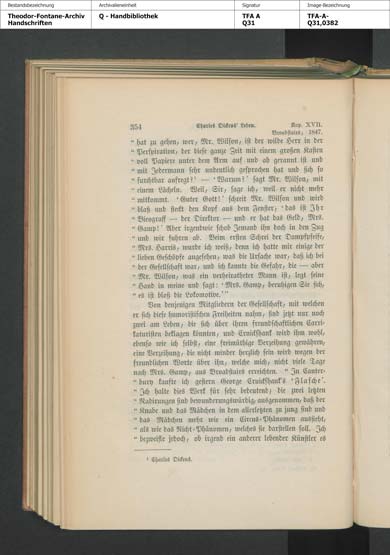 Bestandsbezeichnung
Archivalieneinheit
Signatur
Image-Bezeichnung
Theodor-Fontane-Archiv
Handschriften
Q - Handbibliothek
TFA A
Q31
TFA-A-
Q31,0382
354 Charles Dickens' Leben. Kap. XVII.
Broadstairs, 1847.
“ hat zu gehen, wer, Mr. Wilson, ist der wilde Herr in der
“ Perspiration, der diese ganze Zeit mit einem großen Kasten
“ voll Papiere unter dem Arm auf und ab gerannt ist und
“ mit Jedermann sehr undeutlich gesprochen hat und sich so
“ furchtbar aufregt?’ — ‘Warum?’ sagt Mr. Wilson, mit
“ einem Lächeln. Weil, Sir, sage ich, weil er nicht mehr
“ mitkommt. ‘Guter Gott!’ schreit Mr. Wilson und wird
“ blaß und steckt den Kopf aus dem Fenster; ‘das ist Ihr
“ Biograff — der Direktor — und er hat das Geld, Mrs.
“ Gamp!’ Aber irgendwie schob Jemand ihn doch in den Zug
“ und wir fuhren ab. Beim ersten Schrei der Dampfpfeife,
“ Mrs. Harris, wurde ich weiß, denn ich hatte mir einige der
“ lieben Geschöpfe angesehen, was die Ursache war, daß ich bei
“ der Gesellschaft war, und ich kannte die Gefahr, die — aber
“ Mr. Wilson, was ein verheiratheter Mann ist, legt seine
“ Hand in meine und sagt: ‘Mrs. Gamp, beruhigen Sie sich,
“ es ist bloß die Lokomotive.’”
Von denjenigen Mitgliedern der Gesellschaft, mit welchen
er sich diese humoristischen Freiheiten nahm, sind jetzt nur noch
zwei am Leben, die sich über ihren freundschaftlichen Carri-
katuristen beklagen könnten, und Cruickshank wird ihm wohl,
ebenso wie ich selbst, eine freimüthige Verzeihung gewähren,
eine Verzeihung, die nicht minder herzlich sein wird wegen der
freundlichen Worte über ihn, welche mich, nicht viele Tage
nach Mrs. Gamp, aus Broadstairs erreichten. “In Canter-
“ bury kaufte ich gestern George Cruickshank's ‘Flasche’.
“ Ich halte dies Werk für sehr bedeutend; die zwei letzten
“ Radirungen sind bewunderungswürdig, ausgenommen, daß der
“ Knabe und das Mädchen in dem allerletzten zu jung sind und
“ das Mädchen mehr wie ein Circus-Phänomen aussieht,
“ als wie das Nicht-Phänomen, welches sie darstellen soll. Ich
“ bezweifle jedoch, ob irgend ein anderer lebender Künstler es
¹ Charles Dickens.